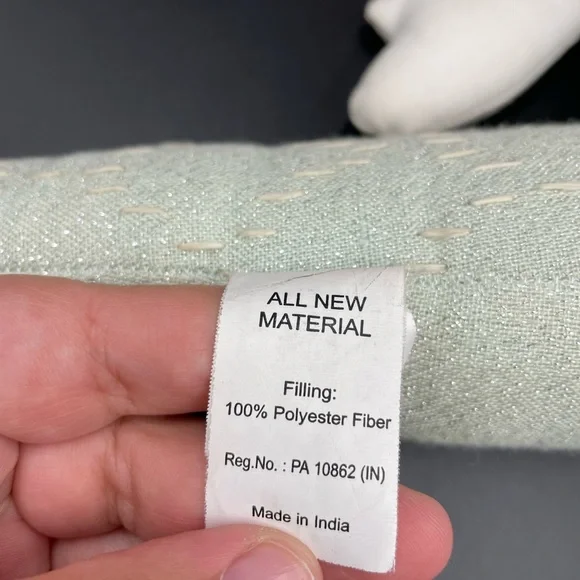 ALL NEW
MATERIAL
Filling:
100% Polyester Fiber
Reg.No. : PA 10862 (IN)
Made in India